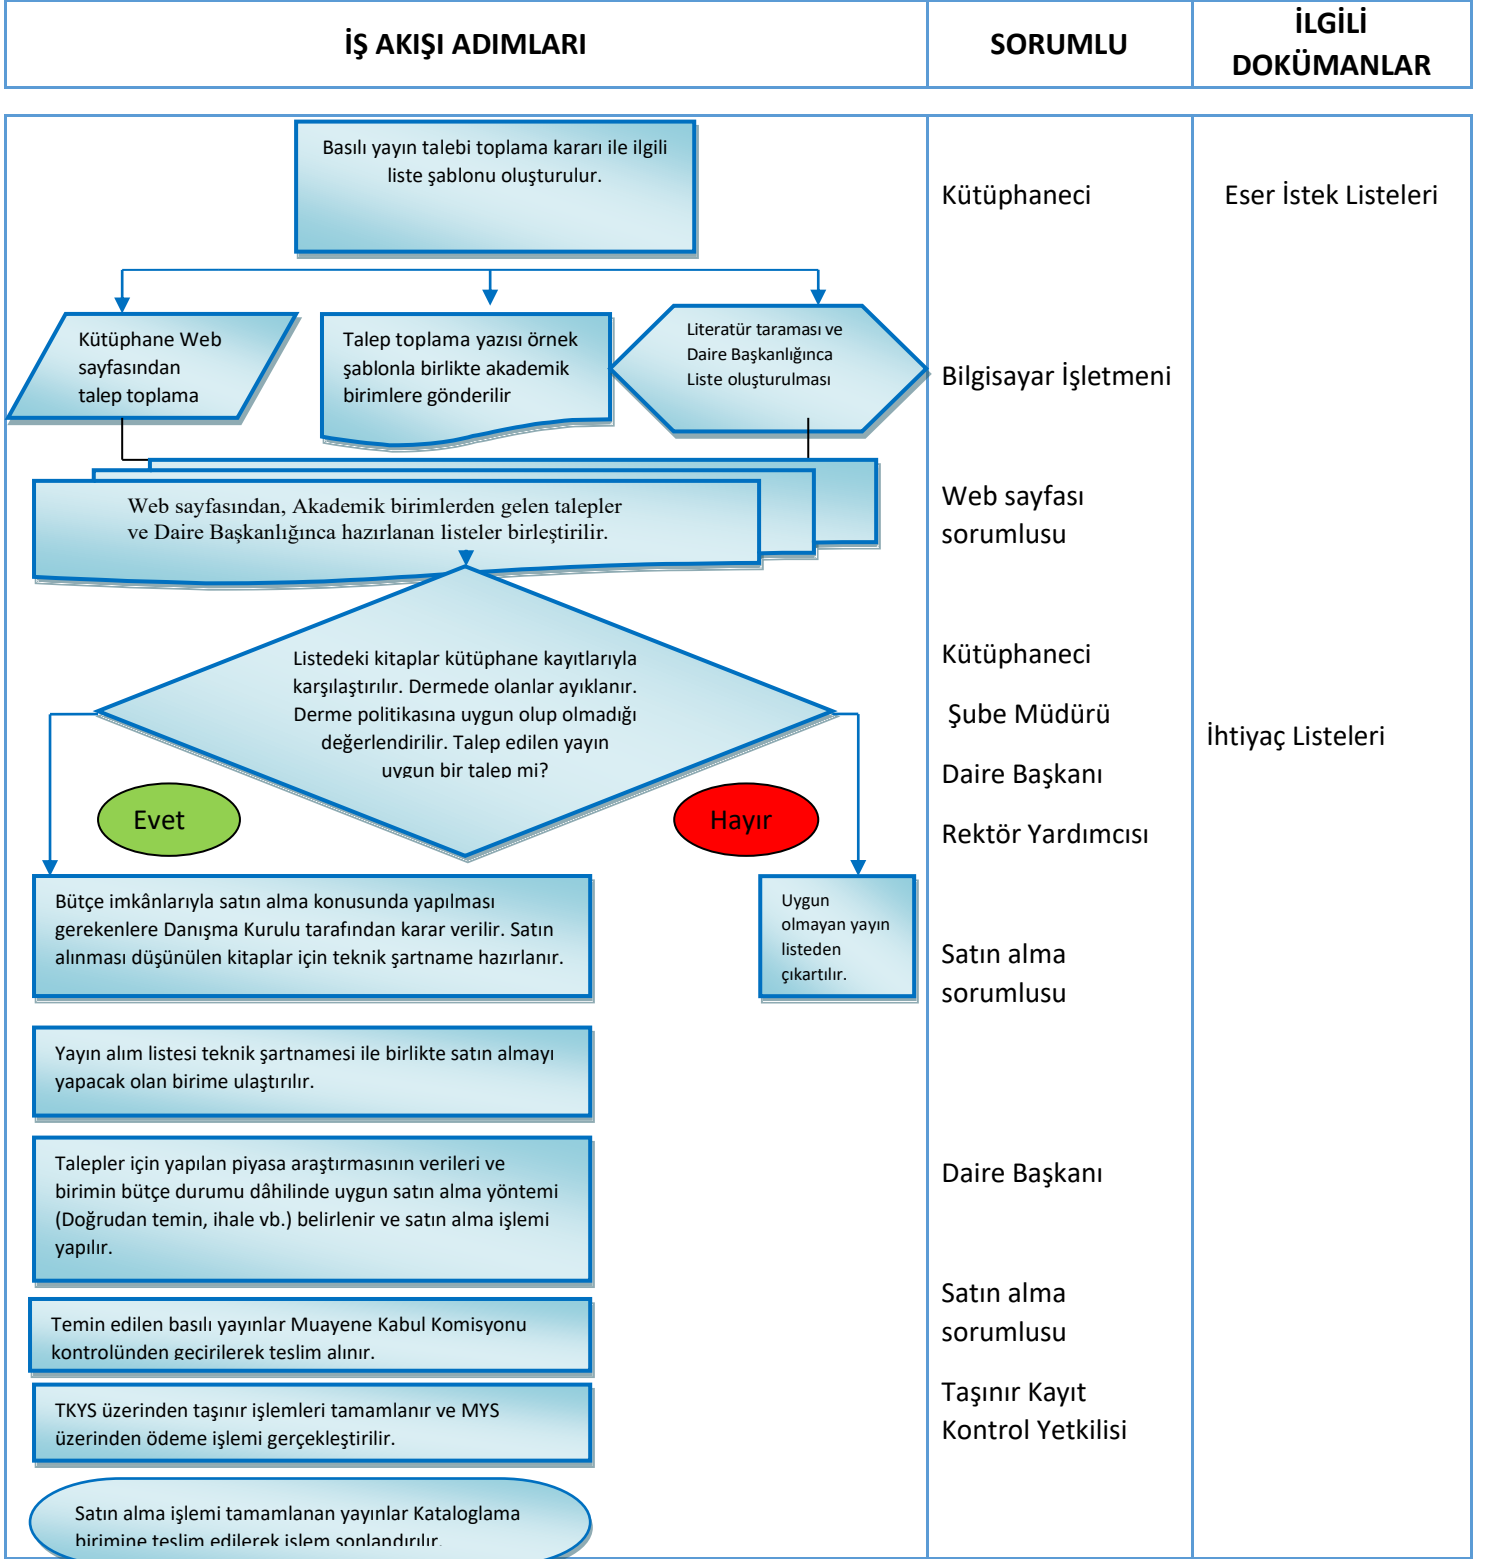 İŞ AKIŞI ADIMLARI
SORUMLU
İLGİLİ
DOKÜMANLAR
Basılı yayın talebi toplama kararı ile ilgili
liste şablonu oluşturulur.
Kütüphaneci
Eser İstek Listeleri
Kütüphane Web
sayfasından
talep toplama
Talep toplama yazısı örnek
şablonla birlikte akademik
birimlere gönderilir
Literatür taraması ve
Daire Başkanlığınca
Liste oluşturulması
Bilgisayar İşletmeni
Web sayfasından, Akademik birimlerden gelen talepler
ve Daire Başkanlığınca hazırlanan listeler birleştirilir.
Web sayfası
sorumlusu
Listedeki kitaplar kütüphane kayıtlarıyla
karşılaştırılır. Dermede olanlar ayıklanır.
Derme politikasına uygun olup olmadığı
değerlendirilir. Talep edilen yayın
uygun bir talep mi?
Kütüphaneci
Şube Müdürü
Daire Başkanı
Rektör Yardımcısı
İhtiyaç Listeleri
Evet
Hayır
Bütçe imkânlarıyla satın alma konusunda yapılması
gerekenlere Danışma Kurulu tarafından karar verilir. Satın
alınması düşünülen kitaplar için teknik şartname hazırlanır.
Uygun
olmayan yayın
listeden
çıkartılır.
Satın alma
sorumlusu
Yayın alım listesi teknik şartnamesi ile birlikte satın almayı
yapacak olan birime ulaştırılır.
Talepler için yapılan piyasa araştırmasının verileri ve
birimin bütçe durumu dâhilinde uygun satın alma yöntemi
(Doğrudan temin, ihale vb.) belirlenir ve satın alma işlemi
yapılır.
Daire Başkanı
Temin edilen basılı yayınlar Muayene Kabul Komisyonu
kontrolünden geçirilerek teslim alınır.
Satın alma
sorumlusu
TKYS üzerinden taşınır işlemleri tamamlanır ve MYS
üzerinden ödeme işlemi gerçekleştirilir.
Taşınır Kayıt
Kontrol Yetkilisi
Satın alma işlemi tamamlanan yayınlar Kataloglama
birimine teslim edilerek işlem sonlandırılır.